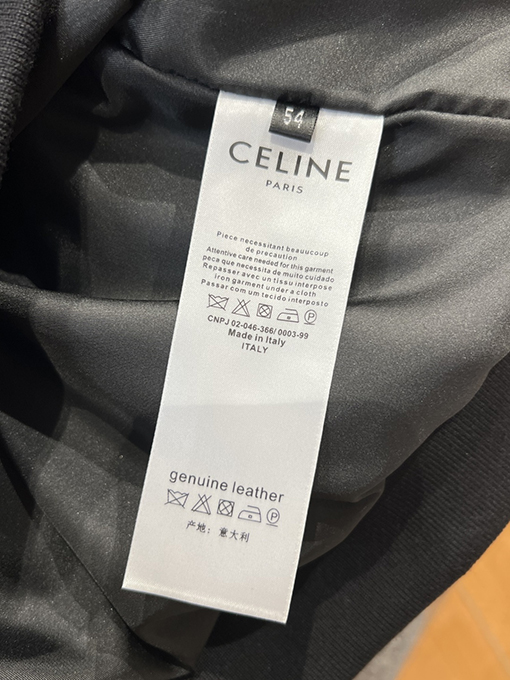 54
CELINE
PARIS
Piece necessitant beauucoup
de precaution
Attentive care needed for this garment
peca que necessita de muito cuidado
Repasser avec un tissu interpose
iron garment under a cloth
Passar com um tecido interposto
P
CNPJ 02-046-366/0003-99
Made in Italy
ITALY
genuine leather
P
产地：意大利